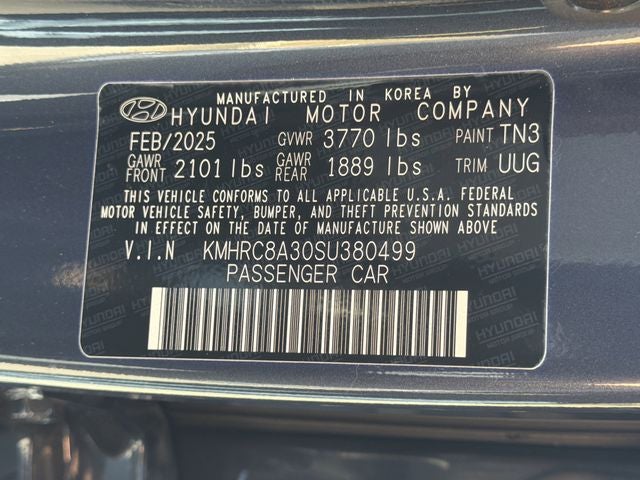 MANUFACTURED IN KOREA BY
HYUNDAI MOTOR COMPANY
FEB/2025 GVWR 3770 lbs PAINT TN3
GAWR FRONT 2101 lbs GAWR REAR 1889 lbs TRIM UUG
THIS VEHICLE CONFORMS TO ALL APPLICABLE U.S.A. FEDERAL
MOTOR VEHICLE SAFETY, BUMPER, AND THEFT PREVENTION STANDARDS
IN EFFECT ON THE DATE OF MANUFACTURE SHOWN ABOVE.
V.I.N KMHRC8A30SU380499
PASSENGER CAR